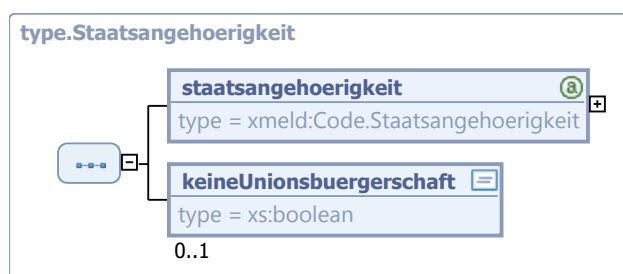 type.Staatsangehoerigkeit
staatsangehoerigkeit
type = xmeld:Code.Staatsangehoerigkeit
keineUnionsbuergerschaft
type = xs:boolean
0..1